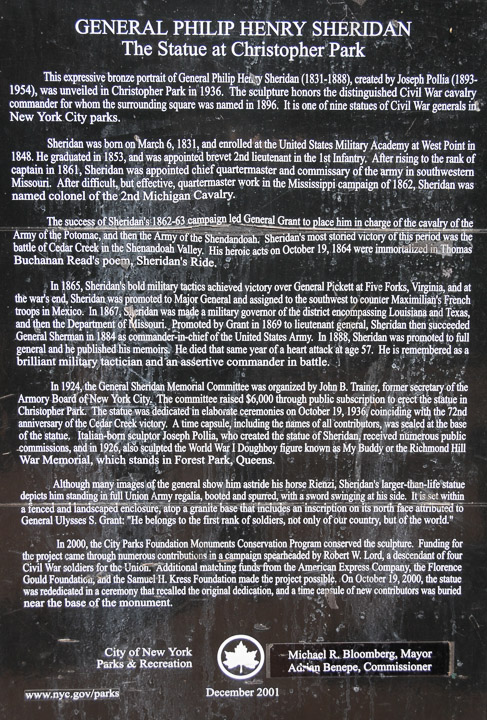 GENERAL PHILIP HENRY SHERIDAN
The Statue at Christopher Park
This expressive bronze portrait of General Philip Henry Sheridan (1831-1888), created by Joseph Pollia (1893-
1954), was unveiled in Christopher Park in 1936. The sculpture honors the distinguished Civil War cavalry
commander for whom the surrounding square was named in 1896. It is one of nine statues of Civil War generals in
New York City parks.
Sheridan was born on March 6, 1831, and enrolled at the United States Military Academy at West Point in
1848. He graduated in 1853, and was appointed brevet 2nd lieutenant in the 1st Infantry. After rising to the rank of
captain in 1861, Sheridan was appointed chief quartermaster and commissary of the army in southwestern
Missouri. After difficult, but effective, quartermaster work in the Mississippi campaign of 1862, Sheridan was
named colonel of the 2nd Michigan Cavalry.
The success of Sheridan's 1862-63 campaign led General Grant to place him in charge of the cavalry of the
Army of the Potomac, and then the Army of the Shendandoah. Sheridan's most storied victory of this period was the
battle of Cedar Creek in the Shenandoah Valley. His heroic acts on October 19, 1864 were immortalized in Thomas
Buchanan Read's poem, Sheridan's Ride.
In 1865, Sheridan's bold military tactics achieved victory over General Pickett at Five Forks, Virginia, and at
the war's end, Sheridan was promoted to Major General and assigned to the southwest to counter Maximilian's French
troops in Mexico. In 1867, Sheridan was made a military governor of the district encompassing Louisiana and Texas,
and then the Department of Missouri. Promoted by Grant in 1869 to lieutenant general, Sheridan then succeeded
General Sherman in 1884 as commander-in-chief of the United States Army. In 1888, Sheridan was promoted to full
general and he published his memoirs. He died that same year of a heart attack at age 57. He is remembered as a
brilliant military tactician and an assertive commander in battle.
In 1924, the General Sheridan Memorial Committee was organized by John B. Trainer, former secretary of the
Armory Board of New York City. The committee raised $6,000 through public subscription to erect the statue in
Christopher Park. The statue was dedicated in elaborate ceremonies on October 19, 1936, coinciding with the 72nd
anniversary of the Cedar Creek victory. A time capsule, including the names of all contributors, was sealed at the base
of the statue. Italian-born sculptor Joseph Pollia, who created the statue of Sheridan, received numerous public
commissions, and in 1926, also sculpted the World War I Doughboy figure known as My Buddy or the Richmond Hill
War Memorial, which stands in Forest Park, Queens.
Although many images of the general show him astride his horse Rienzi, Sheridan's larger-than-life statue
depicts him standing in full Union Army regalia, booted and spurred, with a sword swinging at his side. It is set within
a fenced and landscaped enclosure, atop a granite base that includes an inscription on its north face attributed to
General Ulysses S. Grant: "He belongs to the first rank of soldiers, not only of our country, but of the world."
In 2000, the City Parks Foundation Monuments Conservation Program conserved the sculpture. Funding for
the project came through numerous contributions in a campaign spearheaded by Robert W. Lord, a descendant of four
Civil War soldiers for the Union. Additional matching funds from the American Express Company, the Florence
Gould Foundation, and the Samuel H. Kress Foundation made the project possible. On October 19, 2000, the statue
was rededicated in a ceremony that recalled the original dedication, and a time capsule of new contributors was buried
near the base of the monument.
City of New York
Parks & Recreation
Michael R. Bloomberg, Mayor
Adrian Benepe, Commissioner
www.nyc.gov/parks
December 2001